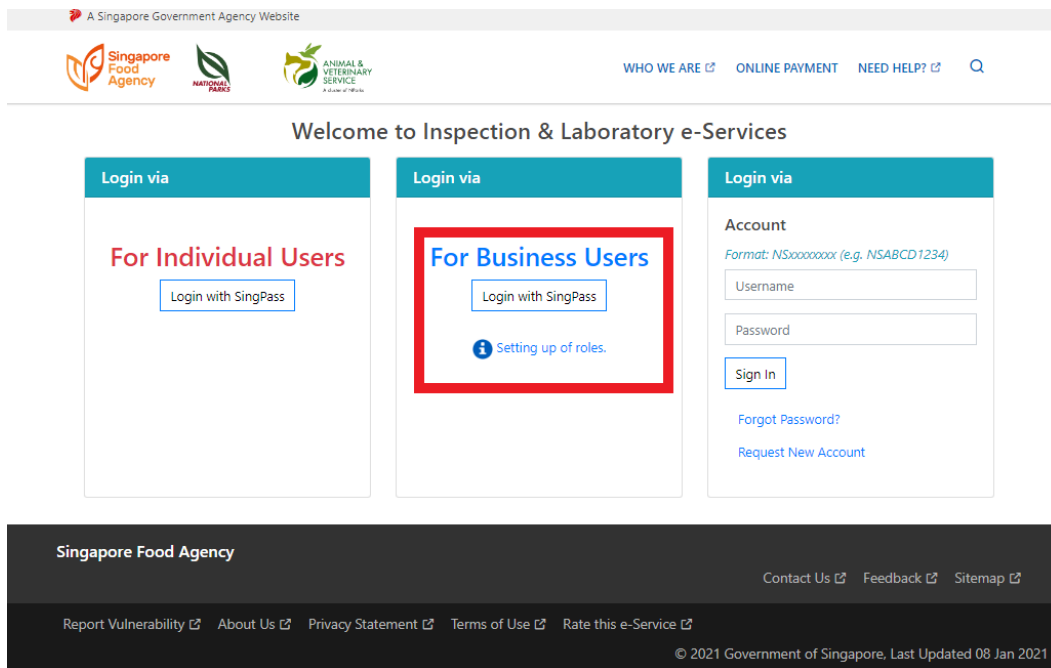 A Singapore Government Agency Website
Singapore
Food
Agency
NATIONAL
PARKS
ANIMAL &
VETERINARY
SERVICE
A cluster of NParks
WHO WE ARE ONLINE PAYMENT NEED HELP?
Welcome to Inspection & Laboratory e-Services
Login via
For Individual Users
Login with SingPass
Login via
For Business Users
Login with SingPass
Setting up of roles.
Login via
Account
Format: NSxxxxxxxx (e.g. NSABCD1234)
Username
Password
Sign In
Forgot Password?
Request New Account
Singapore Food Agency
Contact Us Feedback Sitemap
Report Vulnerability About Us Privacy Statement Terms of Use Rate this e-Service
© 2021 Government of Singapore, Last Updated 08 Jan 2021